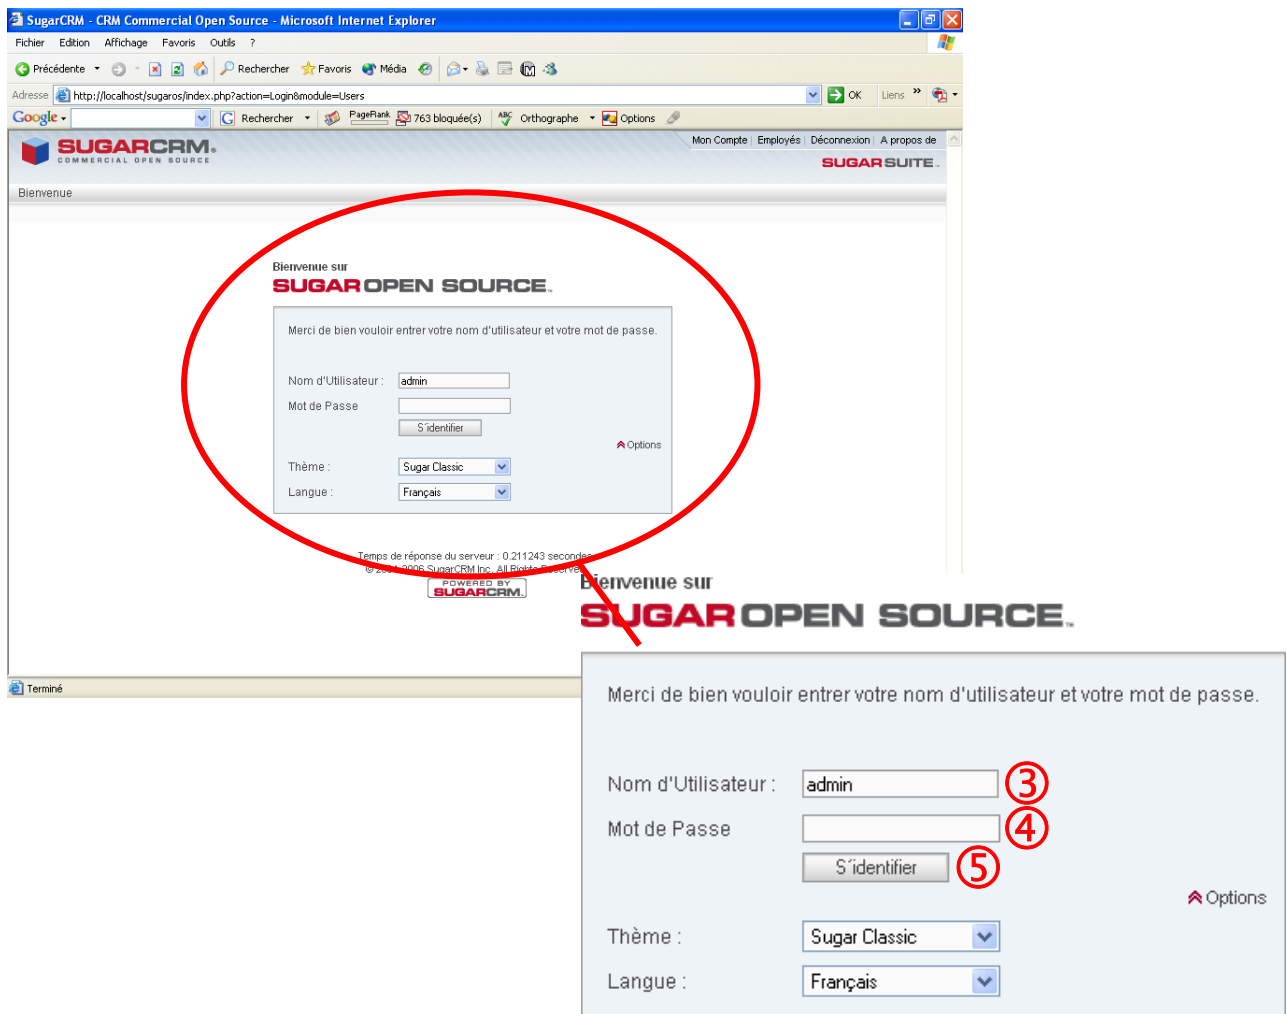 SugarCRM - CRM Commercial Open Source - Microsoft Internet Explorer
Fichier Edition Affichage Favoris Outils ?
Précédente Rechercher Favoris Média
Adresse http://localhost/sugaros/index.php?action=Login&module=Users OK Liens »
Google Rechercher PageRank 763 bloquée(s) ABC Orthographe Options
Mon Compte | Employés | Déconnexion | A propos de
SUGARCRM.
COMMERCIAL OPEN SOURCE
SUGAR SUITE
Bienvenue
Bienvenue sur
SUGAR OPEN SOURCE
Merci de bien vouloir entrer votre nom d'utilisateur et votre mot de passe.
Nom d'Utilisateur : admin
Mot de Passe
S´identifier
Options
Thème : Sugar Classic
Langue : Français
Temps de réponse du serveur : 0.211243 secondes
© 2004-2006 SugarCRM Inc. All Rights Reserved
POWERED BY
SUGARCRM.
Terminé
Bienvenue sur
SUGAR OPEN SOURCE
Merci de bien vouloir entrer votre nom d'utilisateur et votre mot de passe.
Nom d'Utilisateur : admin ③
Mot de Passe ④
S´identifier ⑤
Options
Thème : Sugar Classic
Langue : Français